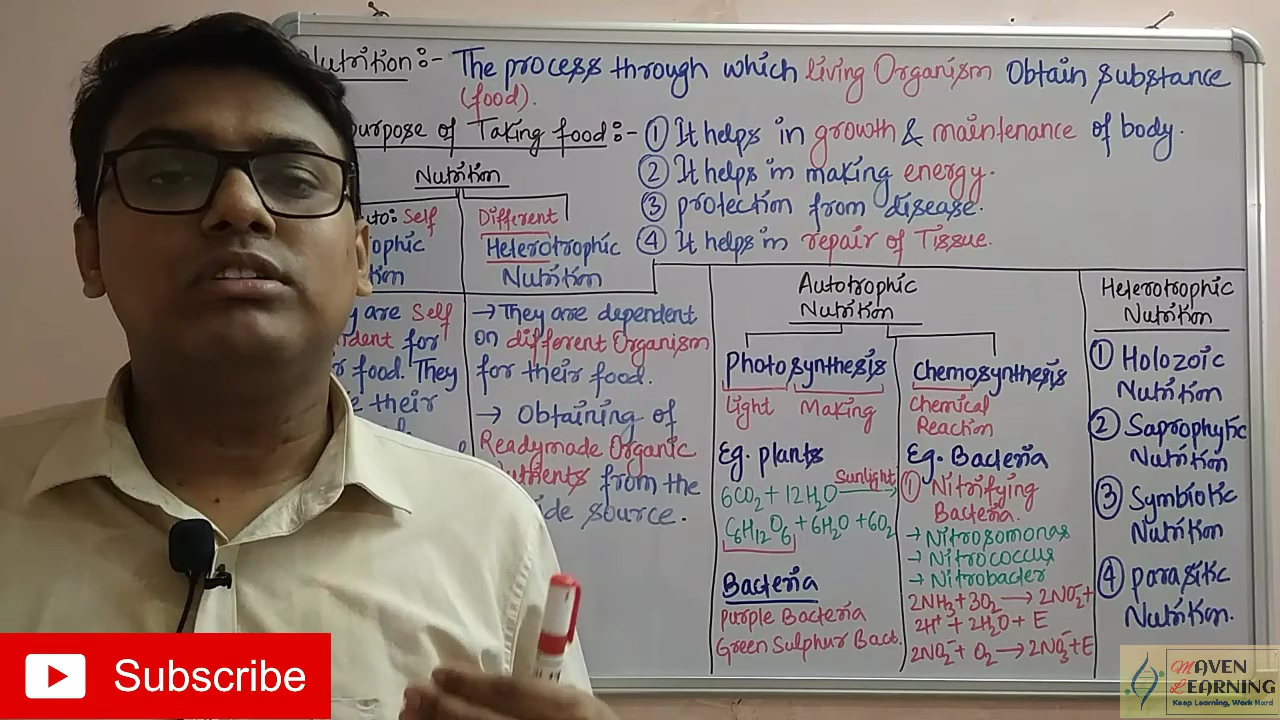 Nutrition:- The process through which living Organism Obtain substance
(food).
purpose of Taking food:- ① It helps in growth & maintenance of body.
② It helps in making energy.
③ protection from disease.
④ It helps in repair of Tissue.
Nutrition
Self
Different
Heterotrophic
Nutrition
are Self
for
food. They
their
→ They are dependent
on different Organism
for their food.
→ Obtaining of
Readymade Organic
from the
source.
Autotrophic
Nutrition
Photosynthesis
Light Making
Eg. plants
6CO2 + 12H2O Sunlight→
C6H12O6 + 6H2O + 6O2
Bacteria
purple Bacteria
Green Sulphur Bact.
Chemosynthesis
Chemical
Reaction
Eg. Bacteria
① Nitrifying
Bacteria.
→ Nitrosomonas
→ Nitrococcus
→ Nitrobacter
2NH3 + 3O2 → 2NO2⁻ +
2H⁺ + 2H2O + E
2NO2⁻ + O2 → 2NO3⁻ + E
Heterotrophic
Nutrition
① Holozoic
Nutrition
② Saprophytic
Nutrition
③ Symbiotic
Nutrition
④ parasitic
Nutrition.
Subscribe
MAVEN
LEARNING
Keep Learning, Work Hard